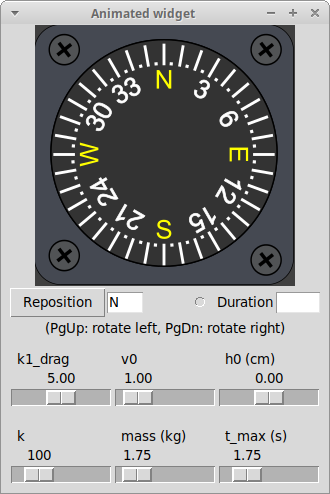 Animated widget
N
33 3
30 6
W E
24 12
21 15
S
Reposition N Duration
(PgUp: rotate left, PgDn: rotate right)
k1_drag v0 h0 (cm)
5.00 1.00 0.00
k mass (kg) t_max (s)
100 1.75 1.75